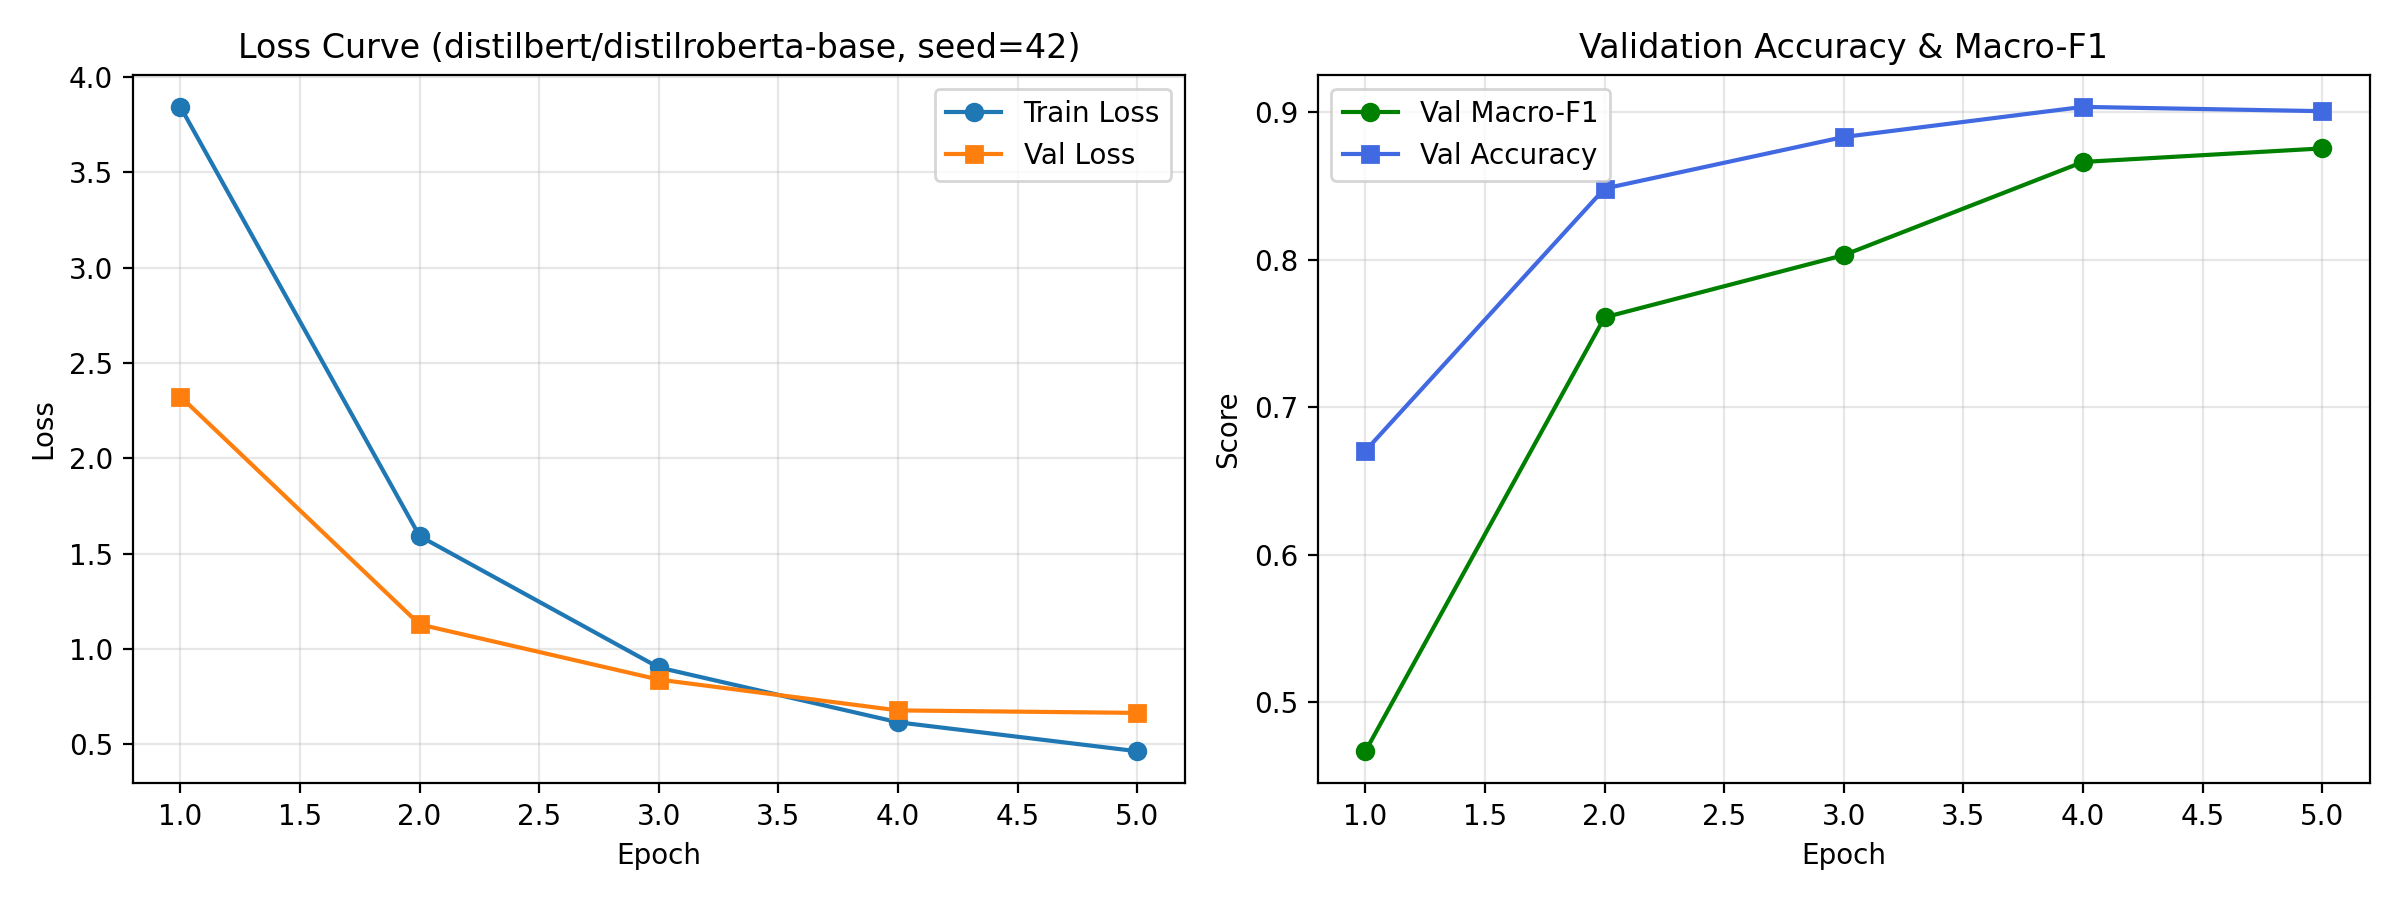 Loss Curve (distilbert/distilroberta-base, seed=42)
4.0
3.5
3.0
2.5
2.0
1.5
1.0
0.5
Loss
Train Loss
Val Loss
1.0 1.5 2.0 2.5 3.0 3.5 4.0 4.5 5.0
Epoch
Validation Accuracy & Macro-F1
0.9
0.8
0.7
0.6
0.5
Score
Val Macro-F1
Val Accuracy
1.0 1.5 2.0 2.5 3.0 3.5 4.0 4.5 5.0
Epoch